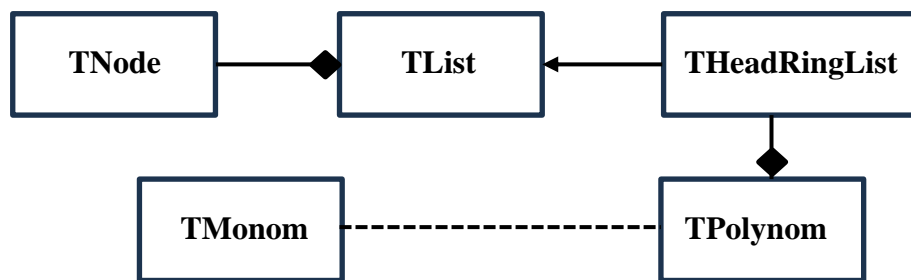 TNode
TList
THeadRingList
TMonom
TPolynom